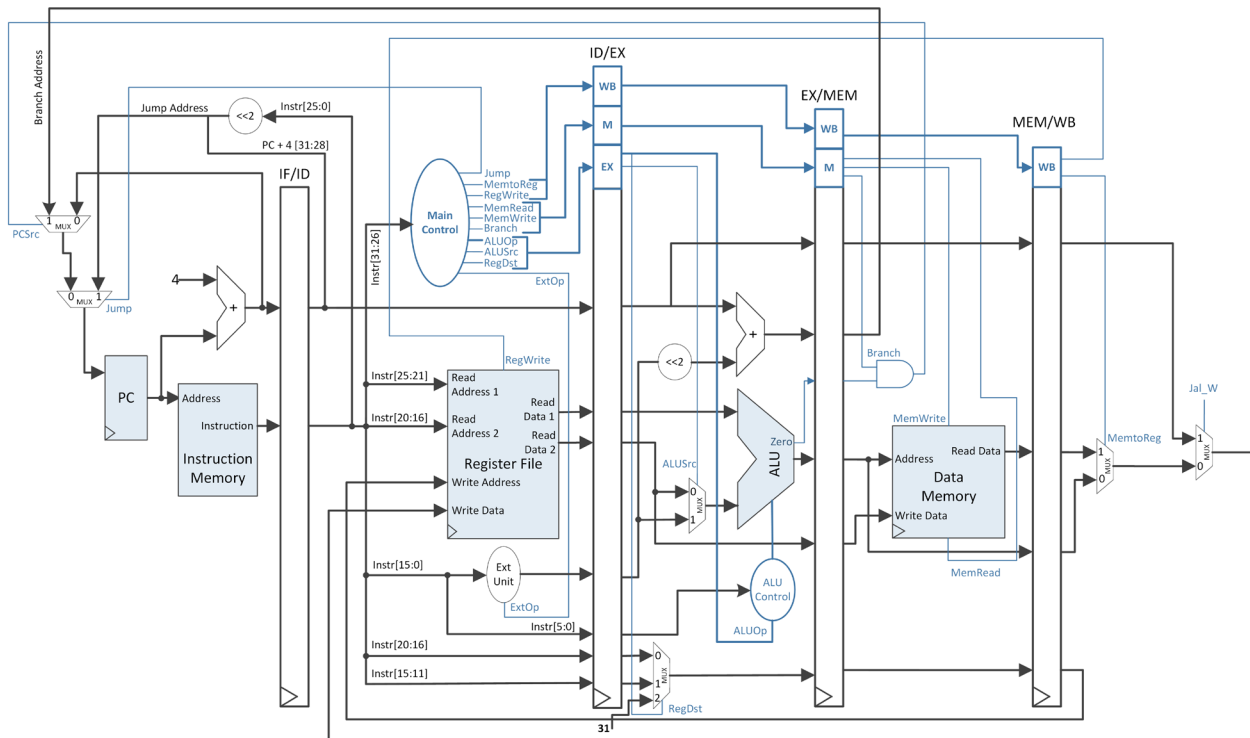 ID/EX
EX/MEM
MEM/WB
IF/ID
WB
M
EX
WB
M
WB
Branch Address
Jump Address
<<2
Instr[25:0]
PC + 4 [31:28]
1 MUX 0
PCSrc
0 MUX 1
Jump
4
+
PC
Address
Instruction
Instruction
Memory
Instr[31:26]
Main
Control
Jump
MemtoReg
RegWrite
MemRead
MemWrite
Branch
ALUOp
ALUSrc
RegDst
ExtOp
RegWrite
Instr[25:21]
Instr[20:16]
Read
Address 1
Read
Address 2
Read
Data 1
Read
Data 2
Register File
Write Address
Write Data
Instr[15:0]
Ext
Unit
ExtOp
Instr[5:0]
Instr[20:16]
Instr[15:11]
31
+
<<2
ALUSrc
0
MUX
1
Zero
ALU
ALU
Control
ALUOp
0
MUX
1
2
RegDst
Branch
MemWrite
Address
Read Data
Data
Memory
Write Data
MemRead
MemtoReg
1
MUX
0
Jal_W
1
MUX
0